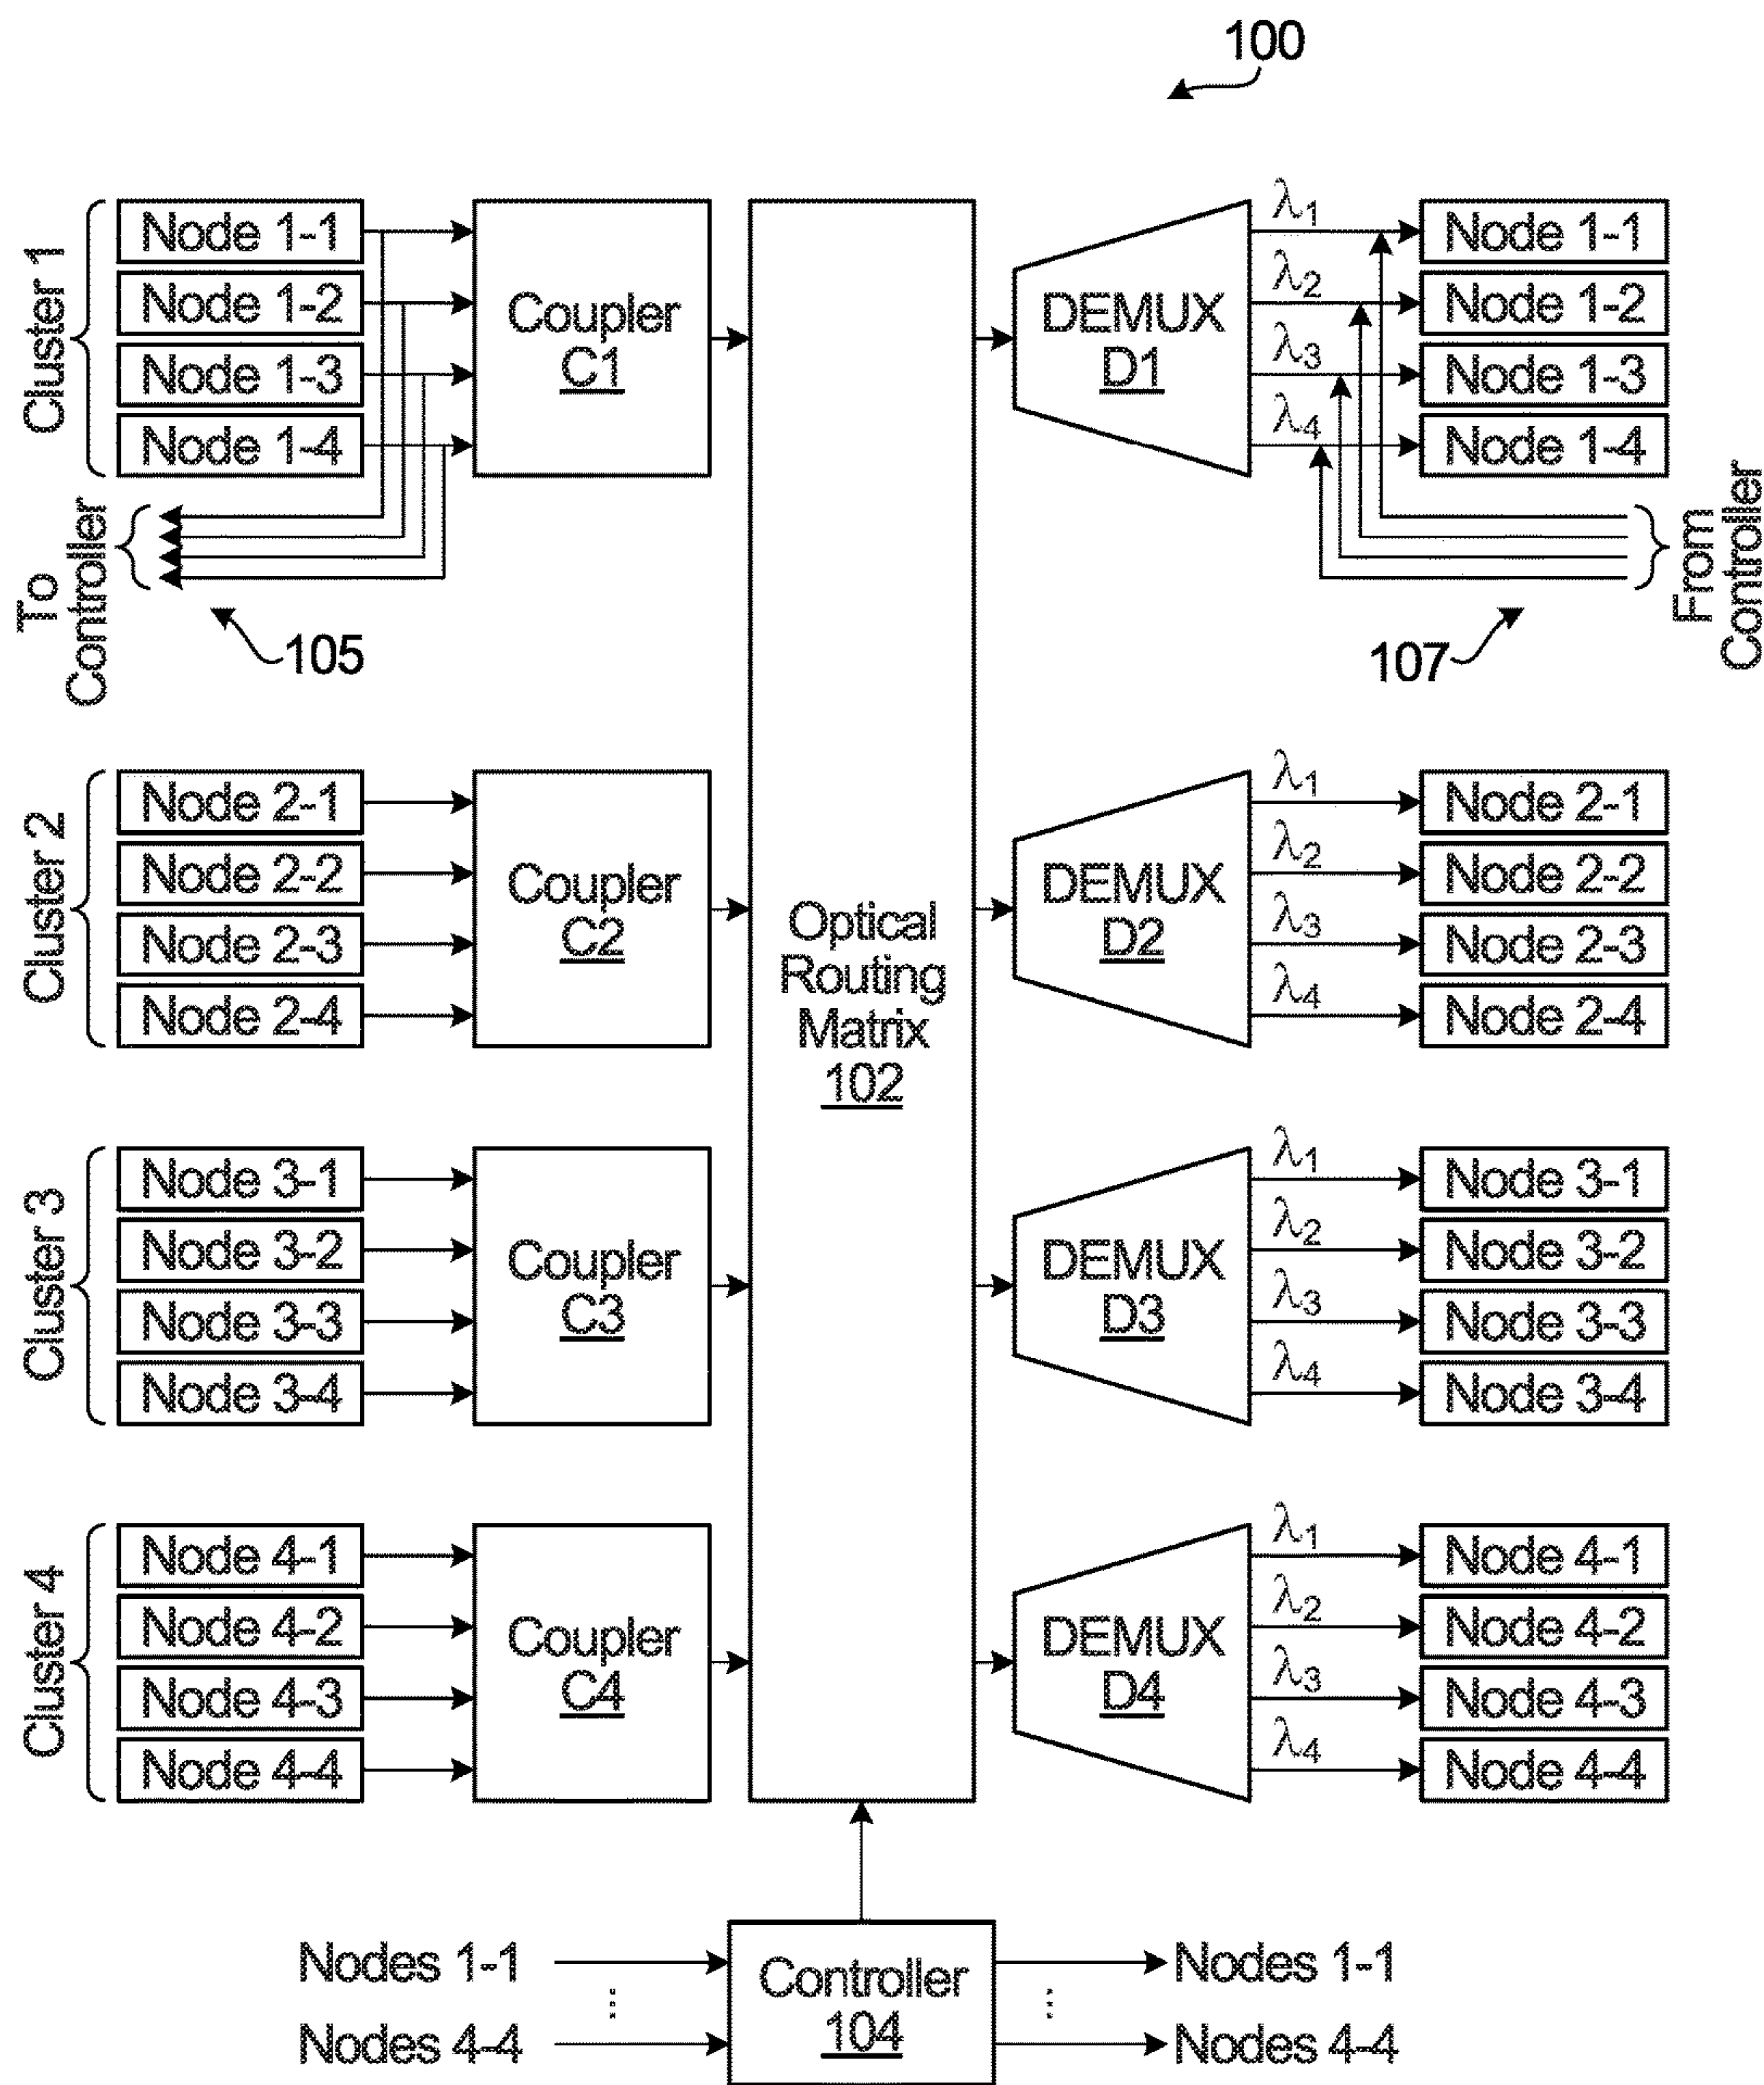 100
Cluster 1
Node 1-1
Node 1-2
Node 1-3
Node 1-4
Coupler
C1
DEMUX
D1
λ1
λ2
λ3
λ4
Node 1-1
Node 1-2
Node 1-3
Node 1-4
To
Controller
105
From
Controller
107
Cluster 2
Node 2-1
Node 2-2
Node 2-3
Node 2-4
Coupler
C2
Optical
Routing
Matrix
102
DEMUX
D2
λ1
λ2
λ3
λ4
Node 2-1
Node 2-2
Node 2-3
Node 2-4
Cluster 3
Node 3-1
Node 3-2
Node 3-3
Node 3-4
Coupler
C3
DEMUX
D3
λ1
λ2
λ3
λ4
Node 3-1
Node 3-2
Node 3-3
Node 3-4
Cluster 4
Node 4-1
Node 4-2
Node 4-3
Node 4-4
Coupler
C4
DEMUX
D4
λ1
λ2
λ3
λ4
Node 4-1
Node 4-2
Node 4-3
Node 4-4
Nodes 1-1
...
Nodes 4-4
Controller
104
Nodes 1-1
...
Nodes 4-4